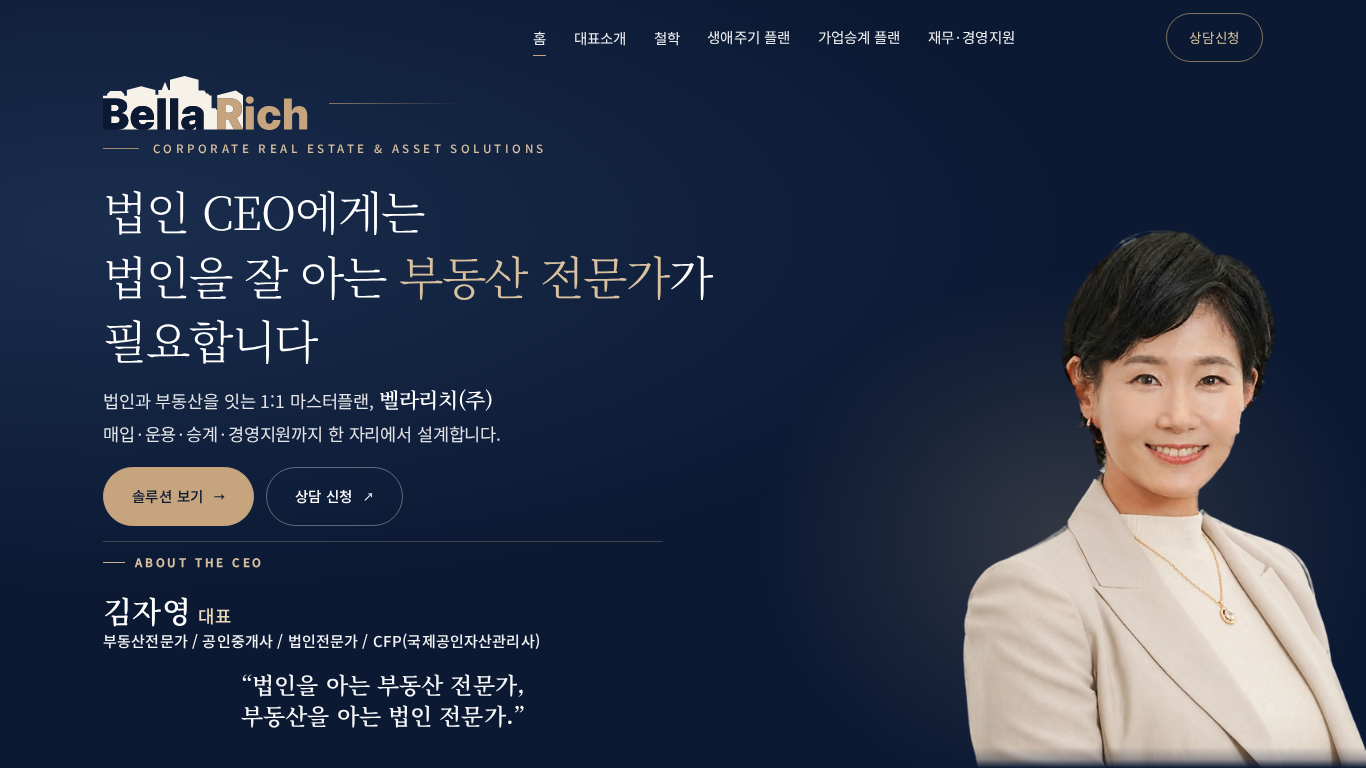 홈 대표소개 철학 생애주기 플랜 가업승계 플랜 재무·경영지원 상담신청
Bella Rich
CORPORATE REAL ESTATE & ASSET SOLUTIONS
법인 CEO에게는
법인을 잘 아는 부동산 전문가가
필요합니다
법인과 부동산을 잇는 1:1 마스터플랜, 벨라리치(주)
매입·운용·승계·경영지원까지 한 자리에서 설계합니다.
솔루션 보기 → 상담 신청 ↗
ABOUT THE CEO
김자영 대표
부동산전문가 / 공인중개사 / 법인전문가 / CFP(국제공인자산관리사)
“법인을 아는 부동산 전문가,
부동산을 아는 법인 전문가.”